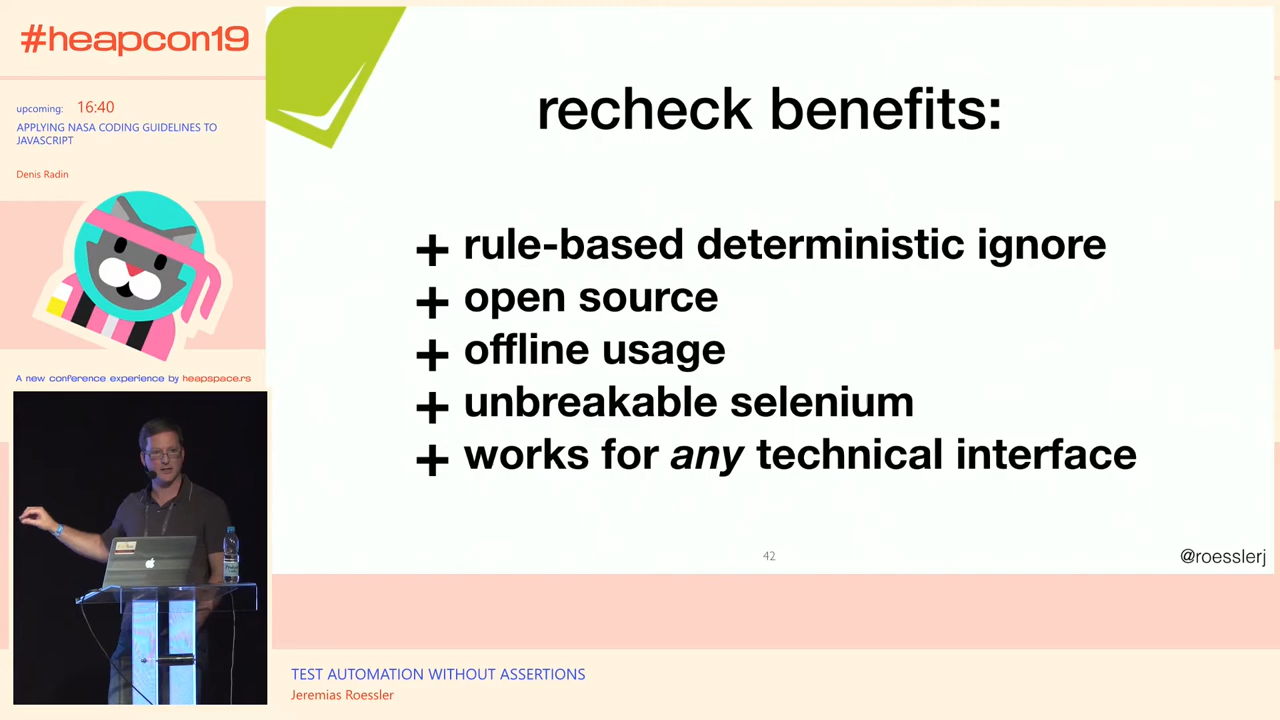 #heapcon19
upcoming: 16:40
APPLYING NASA CODING GUIDELINES TO
JAVASCRIPT
Denis Radin
A new conference experience by heapspace.rs
recheck benefits:
+ rule-based deterministic ignore
+ open source
+ offline usage
+ unbreakable selenium
+ works for any technical interface
42
@roesslerj
TEST AUTOMATION WITHOUT ASSERTIONS
Jeremias Roessler